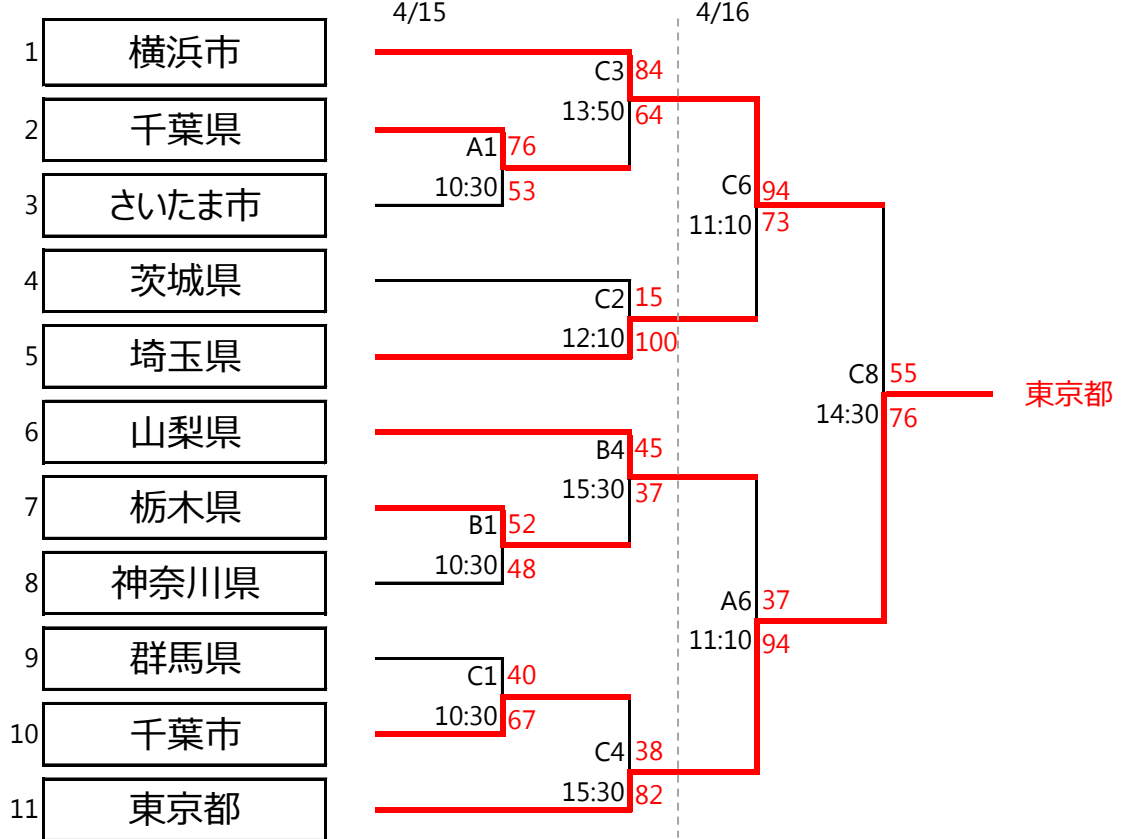 4/15
4/16
1 横浜市
C3 84
13:50 64
2 千葉県
A1 76
10:30 53
3 さいたま市
C6 94
11:10 73
4 茨城県
C2 15
12:10 100
5 埼玉県
C8 55
14:30 76
東京都
6 山梨県
B4 45
15:30 37
7 栃木県
B1 52
10:30 48
8 神奈川県
A6 37
11:10 94
9 群馬県
C1 40
10:30 67
10 千葉市
C4 38
15:30 82
11 東京都